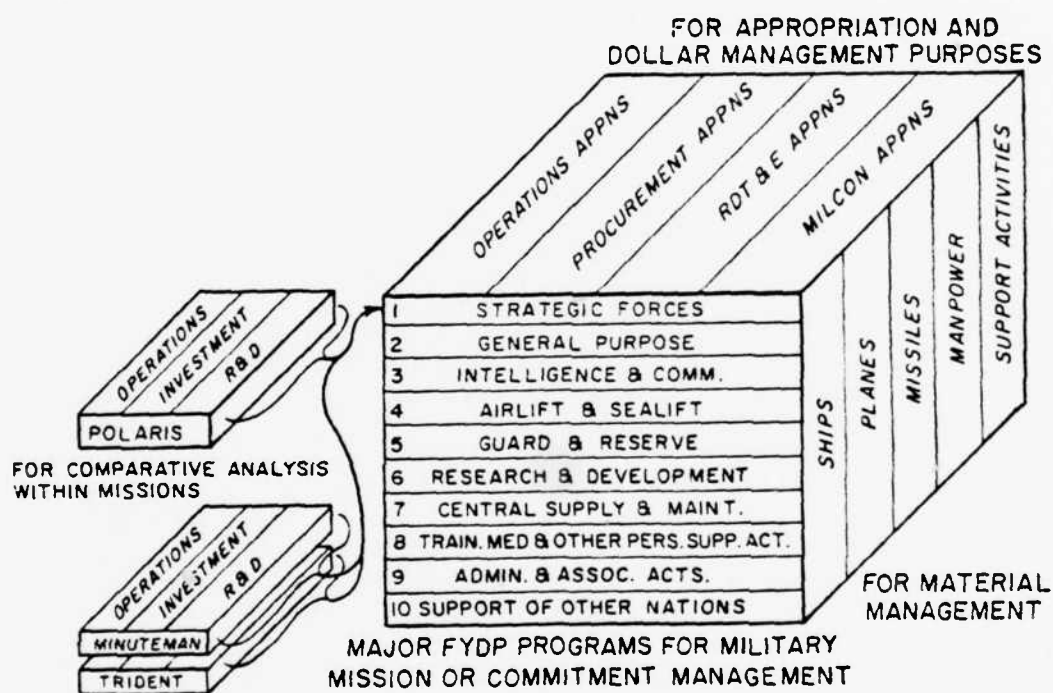 FOR APPROPRIATION AND
DOLLAR MANAGEMENT PURPOSES
OPERATIONS APPNS
PROCUREMENT APPNS
RDT & E APPNS
MILCON APPNS
1 STRATEGIC FORCES
2 GENERAL PURPOSE
3 INTELLIGENCE & COMM.
4 AIRLIFT & SEALIFT
5 GUARD & RESERVE
6 RESEARCH & DEVELOPMENT
7 CENTRAL SUPPLY & MAINT.
8 TRAIN. MED & OTHER PERS. SUPP. ACT.
9 ADMIN. & ASSOC. ACTS.
10 SUPPORT OF OTHER NATIONS
SHIPS
PLANES
MISSILES
MANPOWER
SUPPORT ACTIVITIES
OPERATIONS
INVESTMENT
R&D
POLARIS
FOR COMPARATIVE ANALYSIS
WITHIN MISSIONS
OPERATIONS
INVESTMENT
R&D
MINUTEMAN
TRIDENT
FOR MATERIAL
MANAGEMENT
MAJOR FYDP PROGRAMS FOR MILITARY
MISSION OR COMMITMENT MANAGEMENT